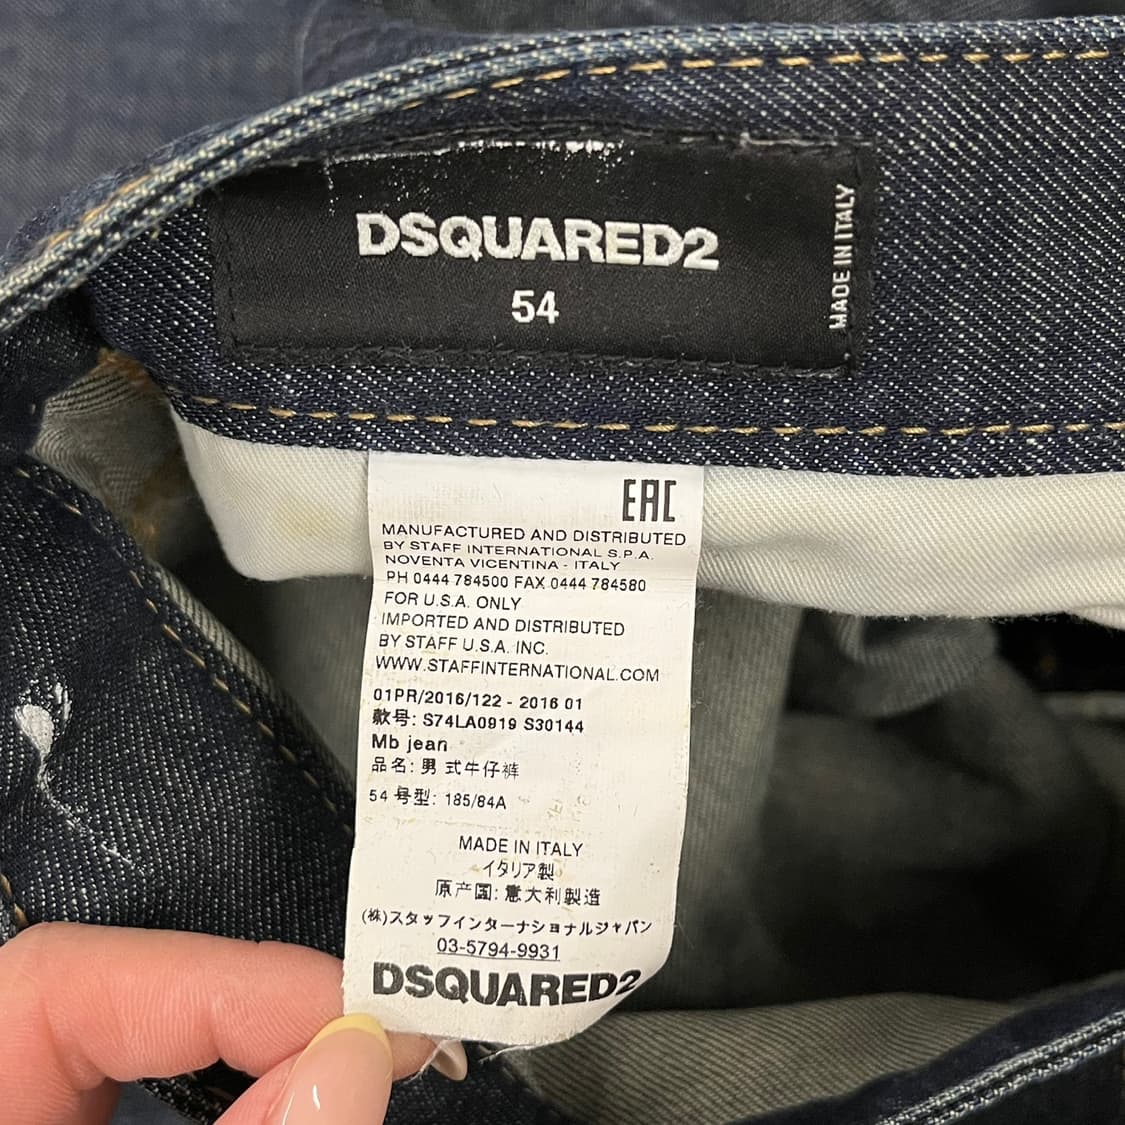 DSQUARED2
54
MADE IN ITALY
EAC
MANUFACTURED AND DISTRIBUTED
BY STAFF INTERNATIONAL S.P.A.
NOVENTA VICENTINA - ITALY
PH 0444 784500 FAX 0444 784580
FOR U.S.A. ONLY
IMPORTED AND DISTRIBUTED
BY STAFF U.S.A. INC.
WWW.STAFFINTERNATIONAL.COM
01PR/2016/122 - 2016 01
款号: S74LA0919 S30144
Mb jean
品名: 男 式牛仔裤
54 号型: 185/84A
MADE IN ITALY
イタリア製
原产国: 意大利製造
(株)スタッフインターナショナルジャパン
03-5794-9931
DSQUARED2